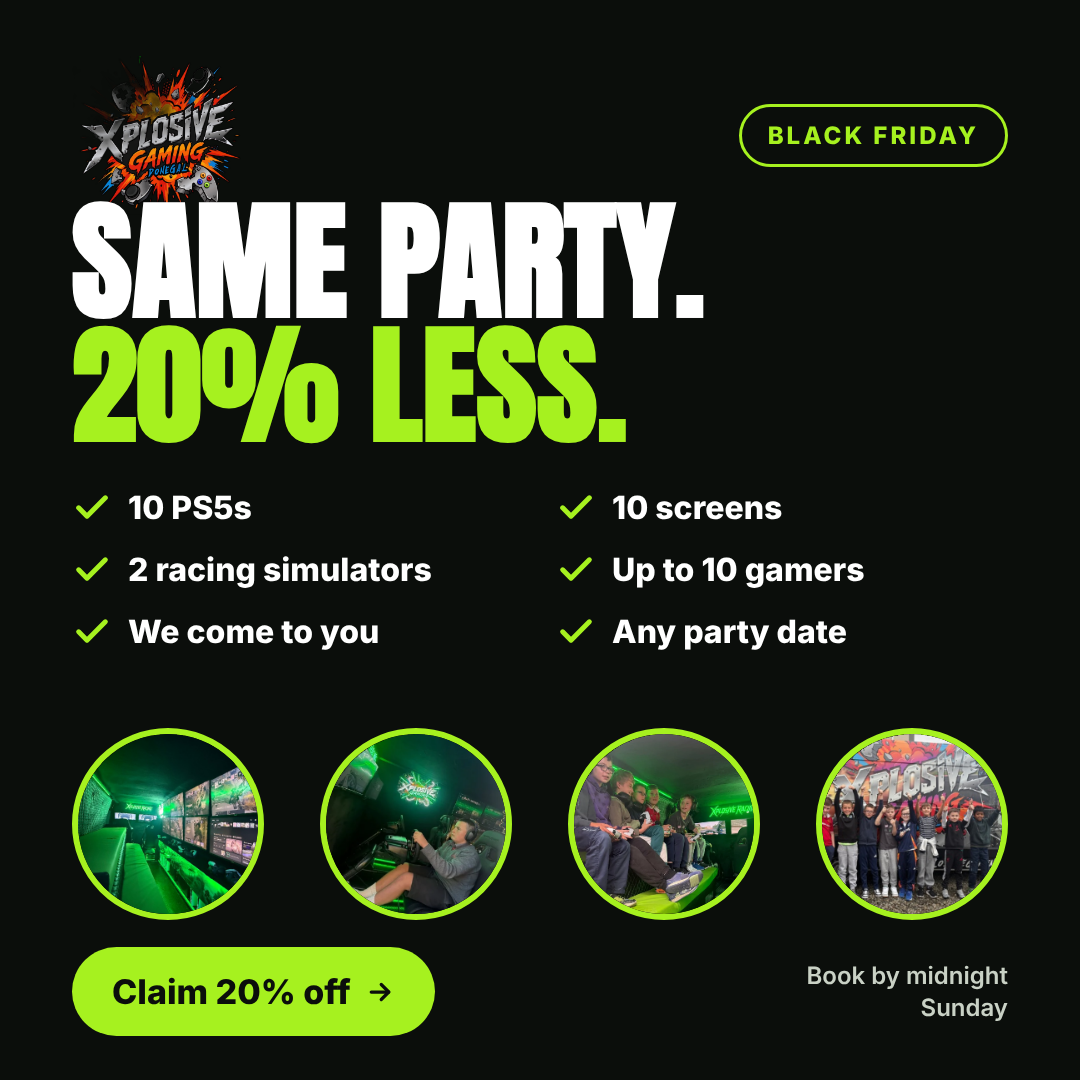 XPLOSIVE
GAMING
DONEGAL
BLACK FRIDAY
SAME PARTY.
20% LESS.
10 PS5s
10 screens
2 racing simulators
Up to 10 gamers
We come to you
Any party date
XPLOSIVE
Claim 20% off →
Book by midnight
Sunday